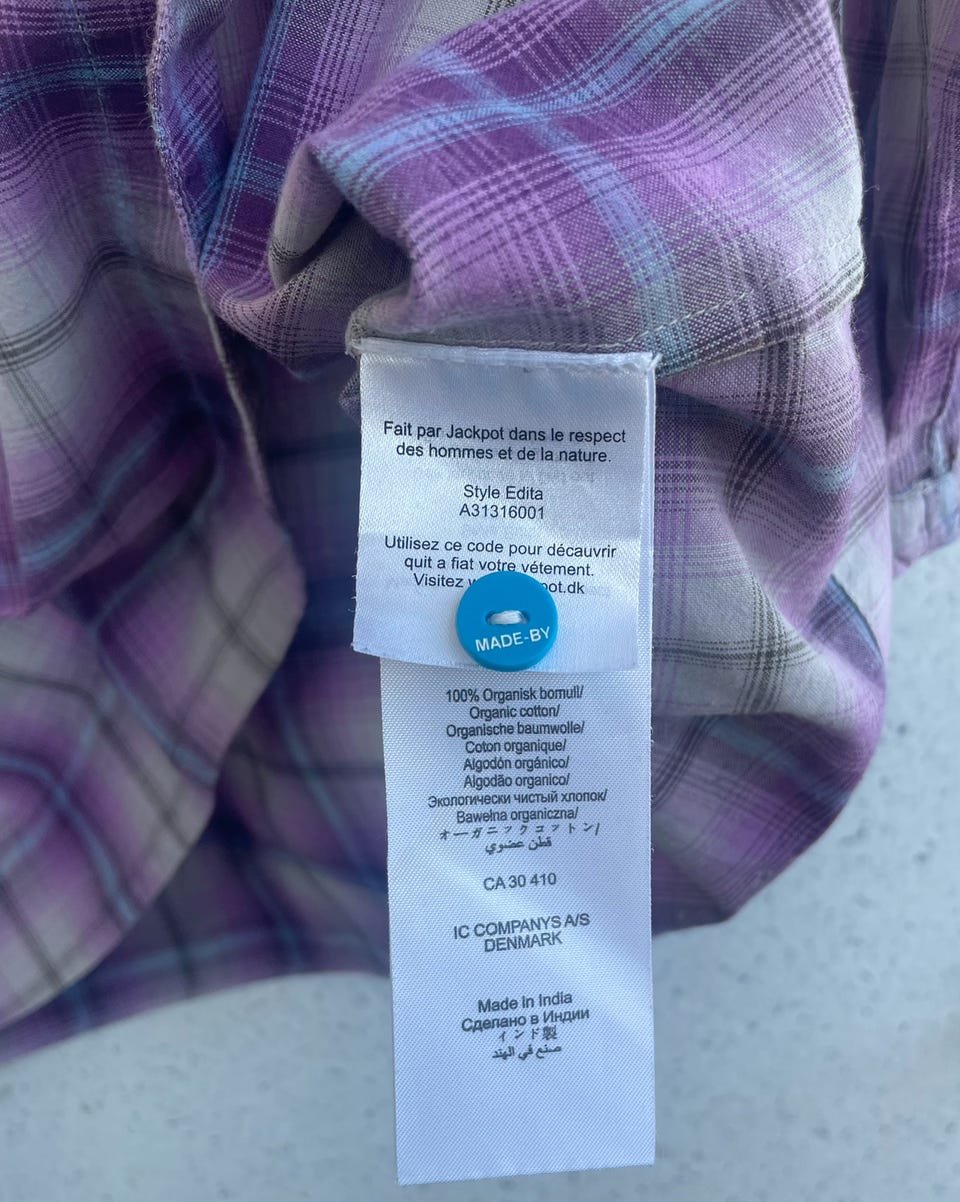 Fait par Jackpot dans le respect
des hommes et de la nature.
Style Edita
A31316001
Utilisez ce code pour décauvrir
quit a fiat votre vétement.
Visitez
MADE-BY
100% Organisk bomull/
Organic cotton/
Organische baumwolle/
Coton organique/
Algodón orgánico/
Algodão organico/
Экологически чистый хлопок/
Bawełna organiczna/
オーガニックコットン/
قطن عضوي
CA 30 410
IC COMPANYS A/S
DENMARK
Made In India
Сделано в Индии
インド製
صنع في الهند